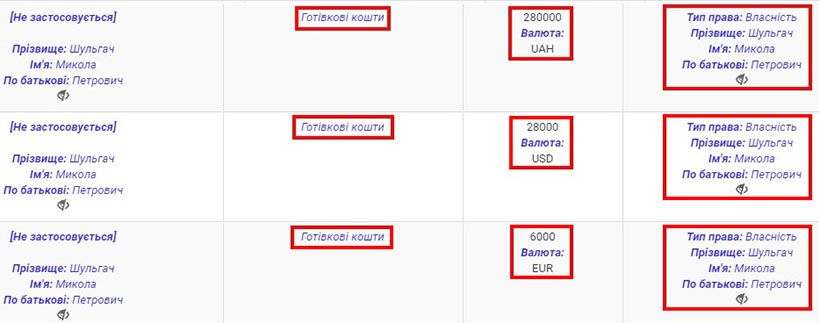 [Не застосовується]
Прізвище: Шульгач
Ім'я: Микола
По батькові: Петрович
Готівкові кошти
280000
Валюта:
UAH
Тип права: Власність
Прізвище: Шульгач
Ім'я: Микола
По батькові: Петрович
[Не застосовується]
Прізвище: Шульгач
Ім'я: Микола
По батькові: Петрович
Готівкові кошти
28000
Валюта:
USD
Тип права: Власність
Прізвище: Шульгач
Ім'я: Микола
По батькові: Петрович
[Не застосовується]
Прізвище: Шульгач
Ім'я: Микола
По батькові: Петрович
Готівкові кошти
6000
Валюта:
EUR
Тип права: Власність
Прізвище: Шульгач
Ім'я: Микола
По батькові: Петрович